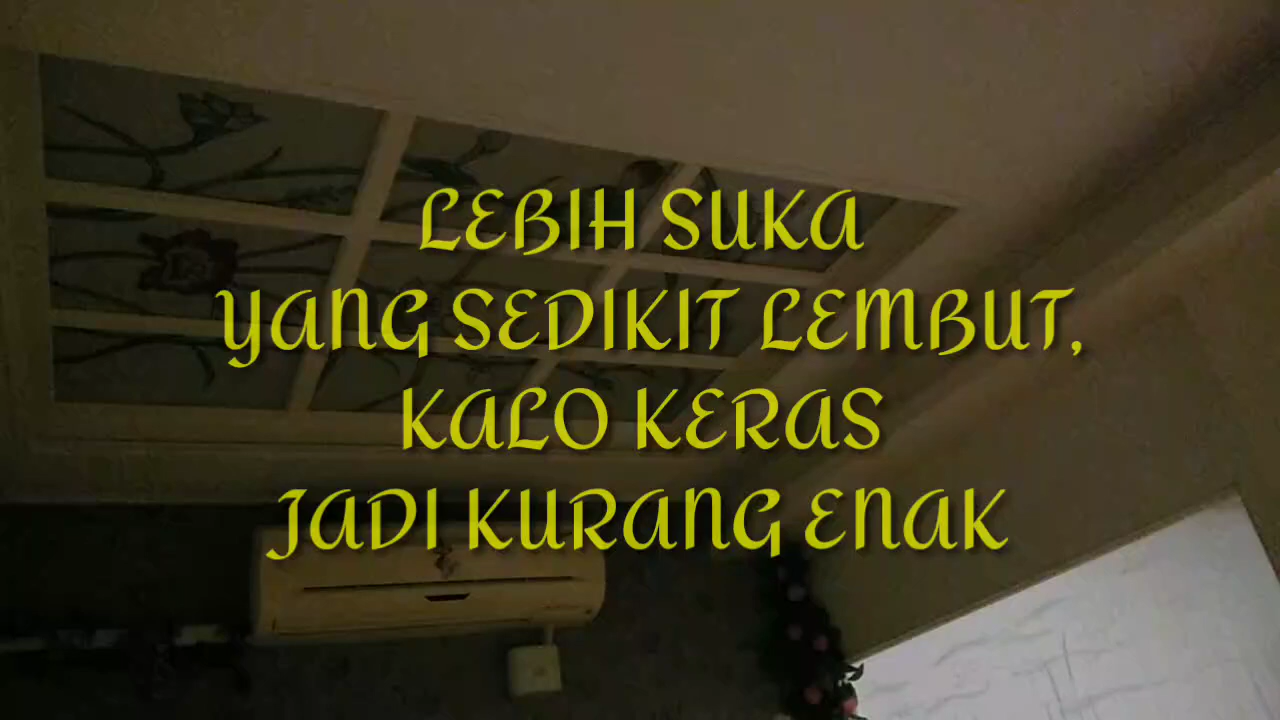 LEBIH SUKA
YANG SEDIKIT LEMBUT,
KALO KERAS
JADI KURANG ENAK